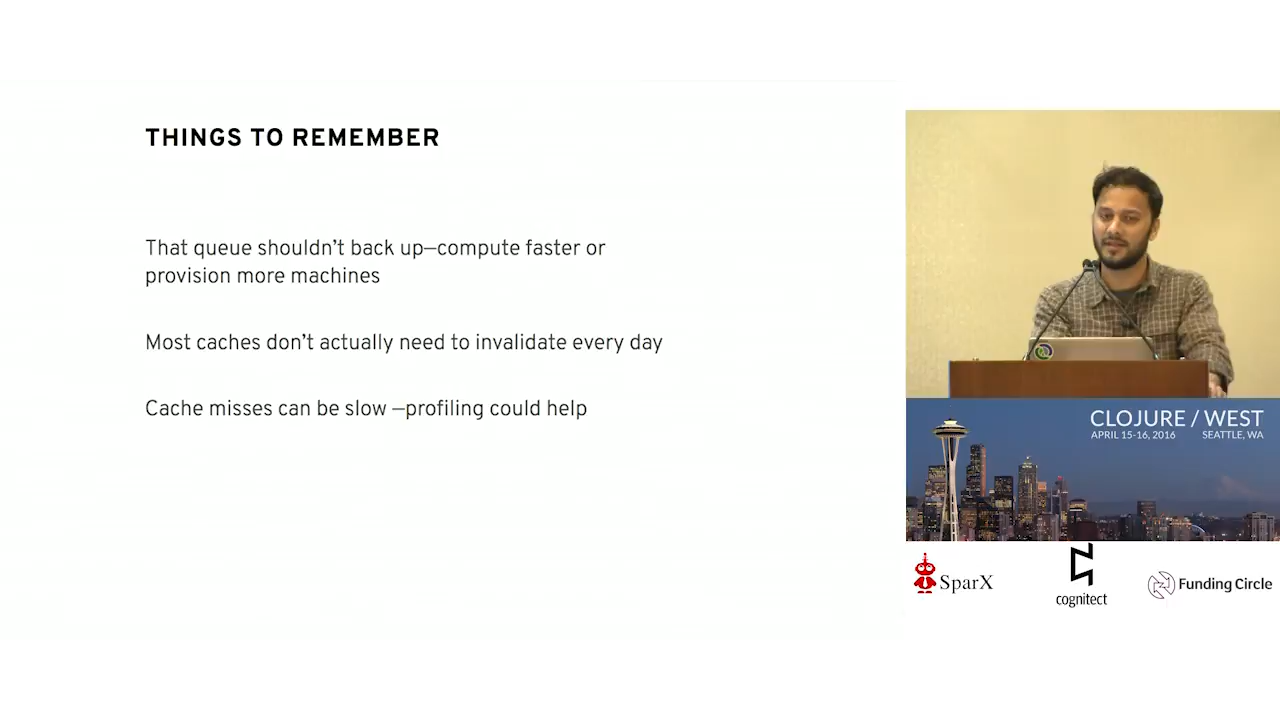 THINGS TO REMEMBER
That queue shouldn't back up—compute faster or
provision more machines
Most caches don't actually need to invalidate every day
Cache misses can be slow —profiling could help
CLOJURE / WEST
APRIL 15-16, 2016 SEATTLE, WA
SparX
cognitect
Funding Circle